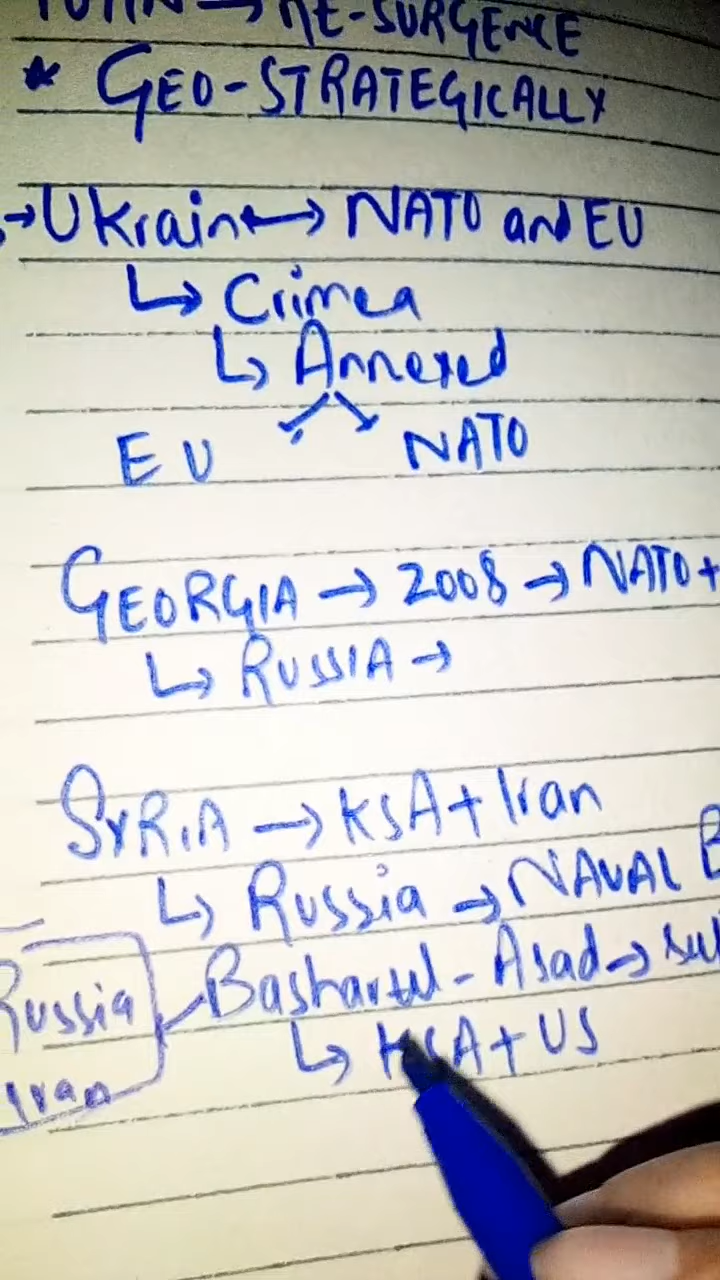 → RE-SURGENCE
* GEO-STRATEGICALLY
→ Ukrain ↔ NATO and EU
↳ Crimea
↳ Annexed
EU NATO
GEORGIA → 2008 → NATO +
↳ RUSSIA →
SYRIA → KSA + Iran
↳ Russia → NAVAL B
Russia
Iran
Asad →
↳ KSA + US